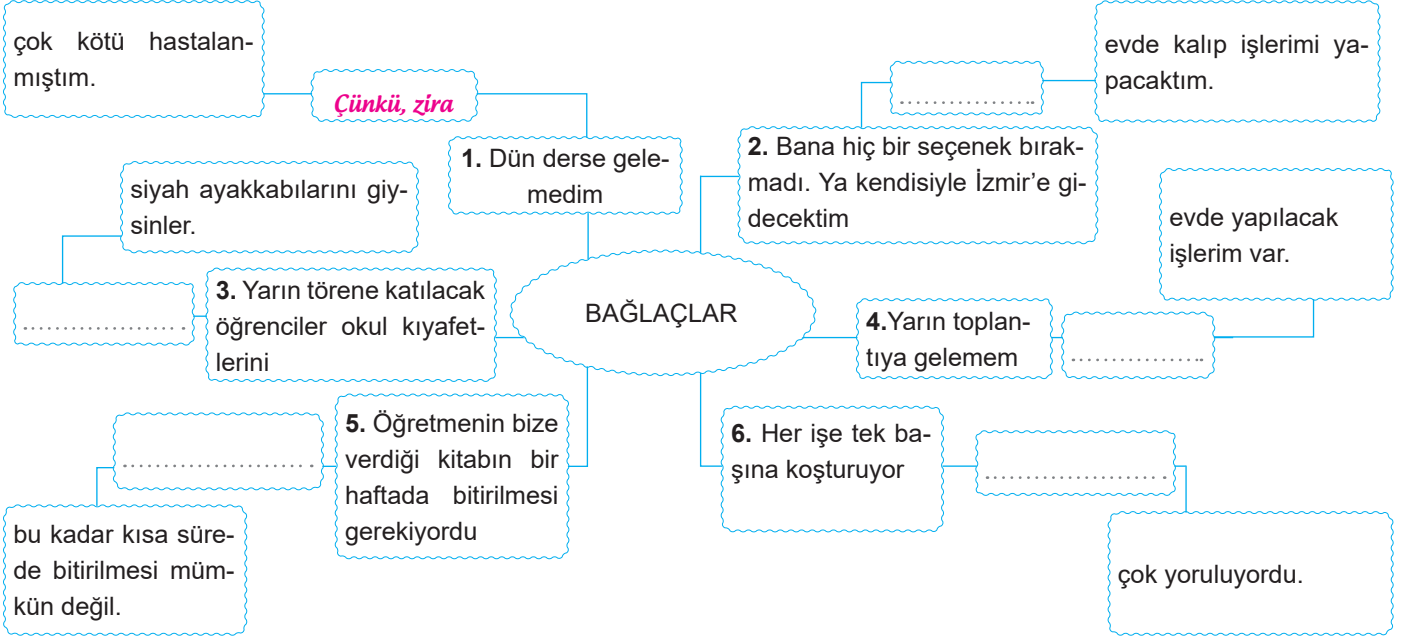 çok kötü hastalan-
mıştım.
Çünkü, zira
1. Dün derse gele-
medim
evde kalıp işlerimi ya-
pacaktım.
................
2. Bana hiç bir seçenek bırak-
madı. Ya kendisiyle İzmir’e gi-
decektim
siyah ayakkabılarını giy-
sinler.
....................
3. Yarın törene katılacak
öğrenciler okul kıyafet-
lerini
BAĞLAÇLAR
4.Yarın toplan-
tıya gelemem
................
evde yapılacak
işlerim var.
5. Öğretmenin bize
verdiği kitabın bir
haftada bitirilmesi
gerekiyordu
.......................
bu kadar kısa süre-
de bitirilmesi müm-
kün değil.
6. Her işe tek ba-
şına koşturuyor
......................
çok yoruluyordu.